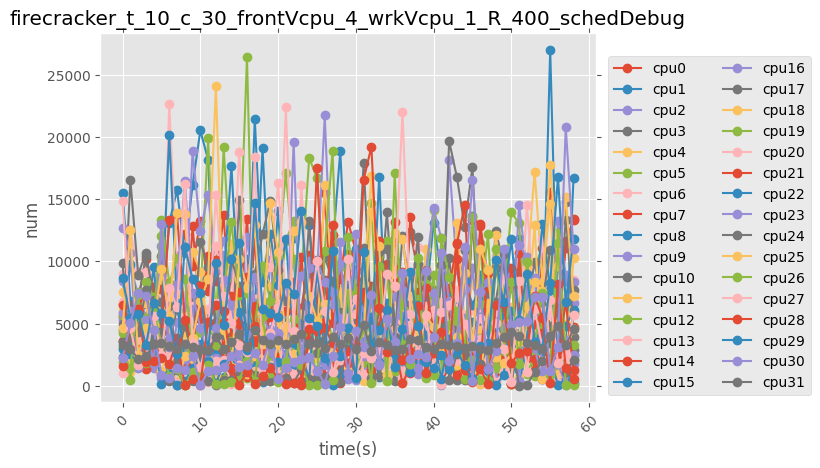 firecracker_t_10_c_30_frontVcpu_4_wrkVcpu_1_R_400_schedDebug
num
25000
20000
15000
10000
5000
0
0
10
20
30
40
50
60
time(s)
cpu0
cpu1
cpu2
cpu3
cpu4
cpu5
cpu6
cpu7
cpu8
cpu9
cpu10
cpu11
cpu12
cpu13
cpu14
cpu15
cpu16
cpu17
cpu18
cpu19
cpu20
cpu21
cpu22
cpu23
cpu24
cpu25
cpu26
cpu27
cpu28
cpu29
cpu30
cpu31